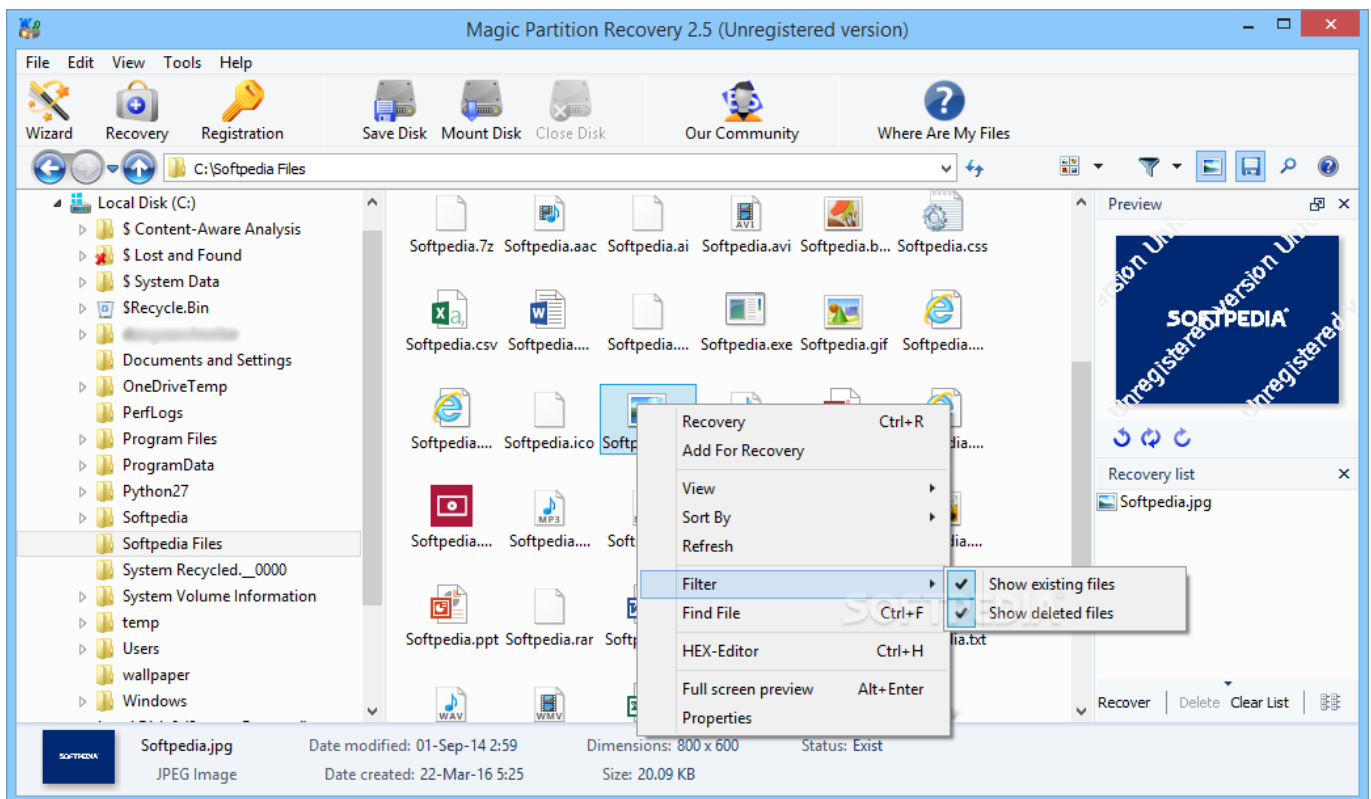 Magic Partition Recovery 2.5 (Unregistered version)
File Edit View Tools Help
Wizard Recovery Registration Save Disk Mount Disk Close Disk Our Community Where Are My Files
C:\Softpedia Files
Local Disk (C:)
$ Content-Aware Analysis
$ Lost and Found
$ System Data
$Recycle.Bin
Documents and Settings
OneDriveTemp
PerfLogs
Program Files
ProgramData
Python27
Softpedia
Softpedia Files
System Recycled.__0000
System Volume Information
temp
Users
wallpaper
Windows
AVI
Softpedia.7z Softpedia.aac Softpedia.ai Softpedia.avi Softpedia.b... Softpedia.css
Softpedia.csv Softpedia.... Softpedia.... Softpedia.exe Softpedia.gif Softpedia....
Softpedia.... Softpedia.ico
MP3
Softpedia.... Softpedia....
Softpedia.ppt Softpedia.rar
WAV WMV
Recovery Ctrl+R
Add For Recovery
View
Sort By
Refresh
Filter
Find File Ctrl+F
HEX-Editor Ctrl+H
Full screen preview Alt+Enter
Properties
Show existing files
Show deleted files
SOFTPEDIA
Preview
SOFTPEDIA
Unregistered version
Recovery list
Softpedia.jpg
Recover Delete Clear List
SOFTPEDIA
Softpedia.jpg Date modified: 01-Sep-14 2:59 Dimensions: 800 x 600 Status: Exist
JPEG Image Date created: 22-Mar-16 5:25 Size: 20.09 KB